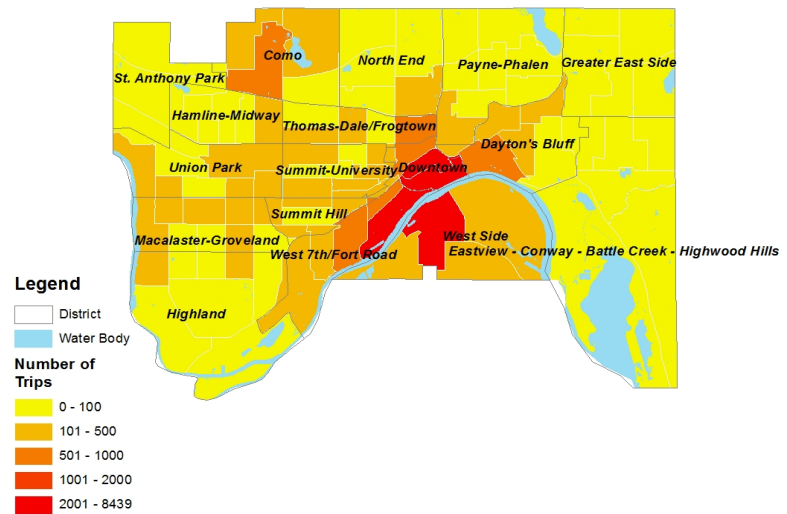 Como
North End
Payne-Phalen
Greater East Side
St. Anthony Park
Hamline-Midway
Thomas-Dale/Frogtown
Dayton's Bluff
Union Park
Summit-University
Downtown
Summit Hill
West Side
Macalaster-Groveland
West 7th/Fort Road
Eastview - Conway - Battle Creek - Highwood Hills
Highland
Legend
District
Water Body
Number of
Trips
0 - 100
101 - 500
501 - 1000
1001 - 2000
2001 - 8439